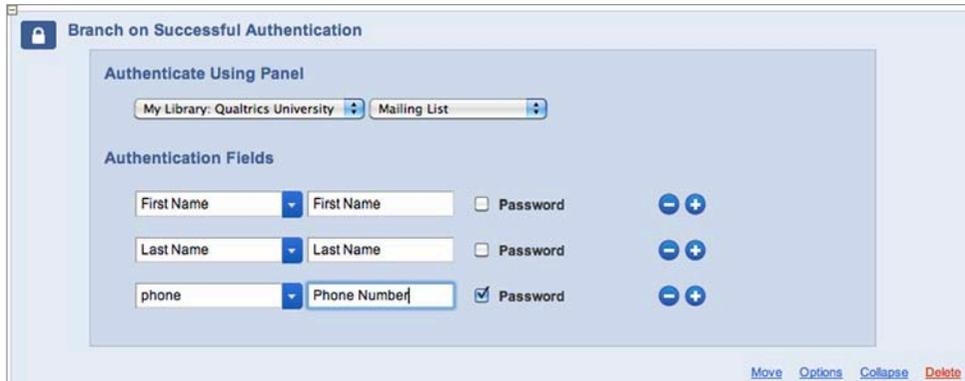 Branch on Successful Authentication
Authenticate Using Panel
My Library: Qualtrics University Mailing List
Authentication Fields
First Name First Name Password
Last Name Last Name Password
phone Phone Number Password
Move Options Collapse Delete